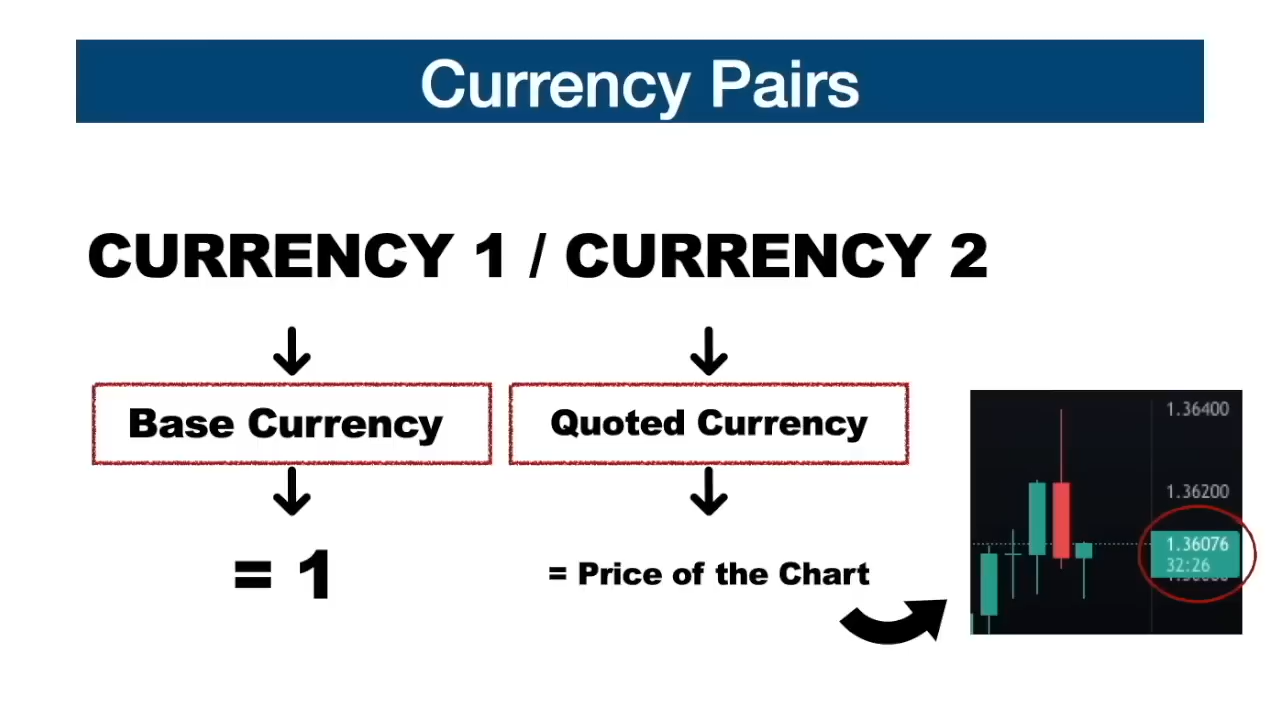 Currency Pairs
CURRENCY 1 / CURRENCY 2
Base Currency
Quoted Currency
= 1
= Price of the Chart
1.36400
1.36200
1.36076
32:26